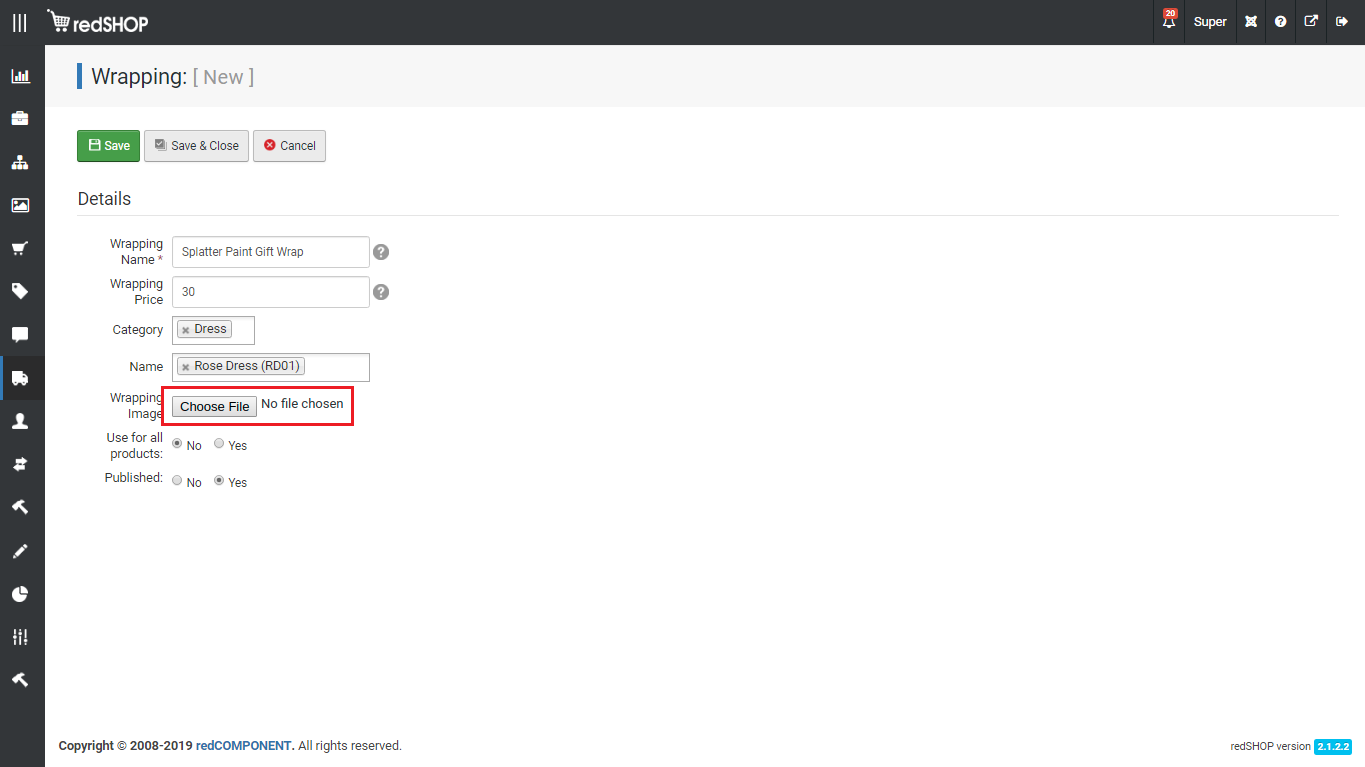 redSHOP
20
Super
Wrapping: [ New ]
Save
Save & Close
Cancel
Details
Wrapping Name *
Splatter Paint Gift Wrap
Wrapping Price
30
Category
Dress
Name
Rose Dress (RD01)
Wrapping Image
Choose File No file chosen
Use for all products:
No Yes
Published:
No Yes
Copyright © 2008-2019 redCOMPONENT. All rights reserved.
redSHOP version 2.1.2.2